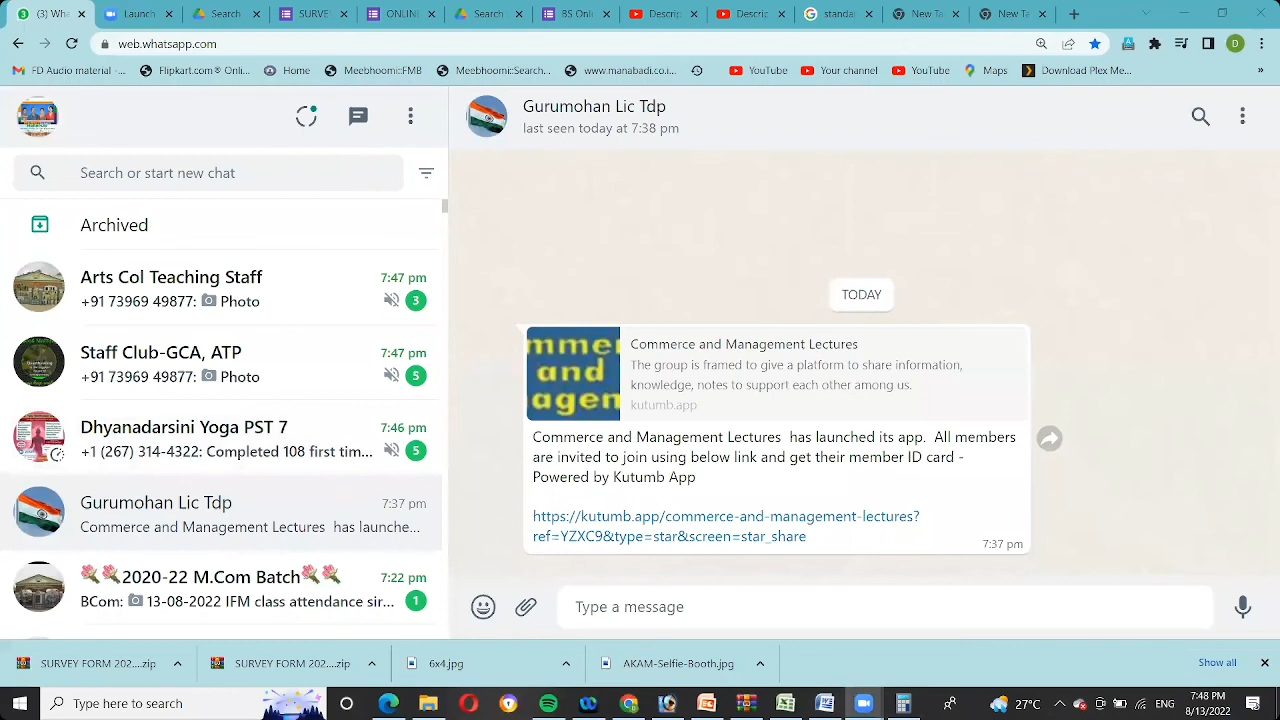 (3) Wh
Launch
Search
SURVE
ONLINE
Search
BS Onl
Descrip
Descrip
standa
New Ta
New Ta
web.whatsapp.com
D
FD Audio material -...
Flipkart.com® Onli...
Home
Meebhoomi:FMB
Meebhoomi:Search...
www.manabadi.co.i...
YouTube
Your channel
YouTube
Maps
Download Plex Me...
»
Search or start new chat
Archived
Arts Col Teaching Staff
7:47 pm
+91 73969 49877: Photo
3
Staff Club-GCA, ATP
7:47 pm
+91 73969 49877: Photo
5
Dhyanadarsini Yoga PST 7
7:46 pm
+1 (267) 314-4322: Completed 108 first tim...
5
Gurumohan Lic Tdp
7:37 pm
Commerce and Management Lectures has launche...
🌹🌹2020-22 M.Com Batch🌹🌹
7:22 pm
BCom: 13-08-2022 IFM class attendance sir...
1
Gurumohan Lic Tdp
last seen today at 7:38 pm
TODAY
mmer
and
agen
Commerce and Management Lectures
The group is framed to give a platform to share information,
knowledge, notes to support each other among us.
kutumb.app
Commerce and Management Lectures has launched its app. All members
are invited to join using below link and get their member ID card -
Powered by Kutumb App
https://kutumb.app/commerce-and-management-lectures?
ref=YZXC9&type=star&screen=star_share
7:37 pm
Type a message
SURVEY FORM 202....zip
SURVEY FORM 202....zip
6x4.jpg
AKAM-Selfie-Booth.jpg
Show all
Type here to search
27°C
ENG
7:48 PM
8/13/2022